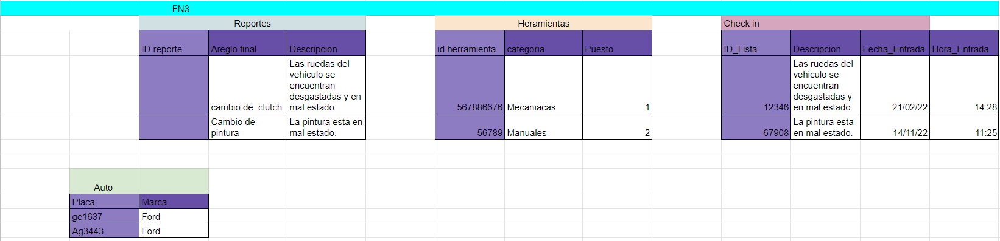 FN3
Reportes
Heramientas
Check in
ID reporte
Areglo final
Descripcion
id herramienta
categoria
Puesto
ID_Lista
Descripcion
Fecha_Entrada
Hora_Entrada
cambio de  clutch
Las ruedas del
vehiculo se
encuentran
desgastadas y en
mal estado.
567886676
Mecaniacas
1
12346
Las ruedas del
vehiculo se
encuentran
desgastadas y
en mal estado.
21/02/22
14:28
Cambio de
pintura
La pintura esta en
mal estado.
56789
Manuales
2
67908
La pintura esta
en mal estado.
14/11/22
11:25
Auto
Placa
Marca
ge1637
Ford
Ag3443
Ford